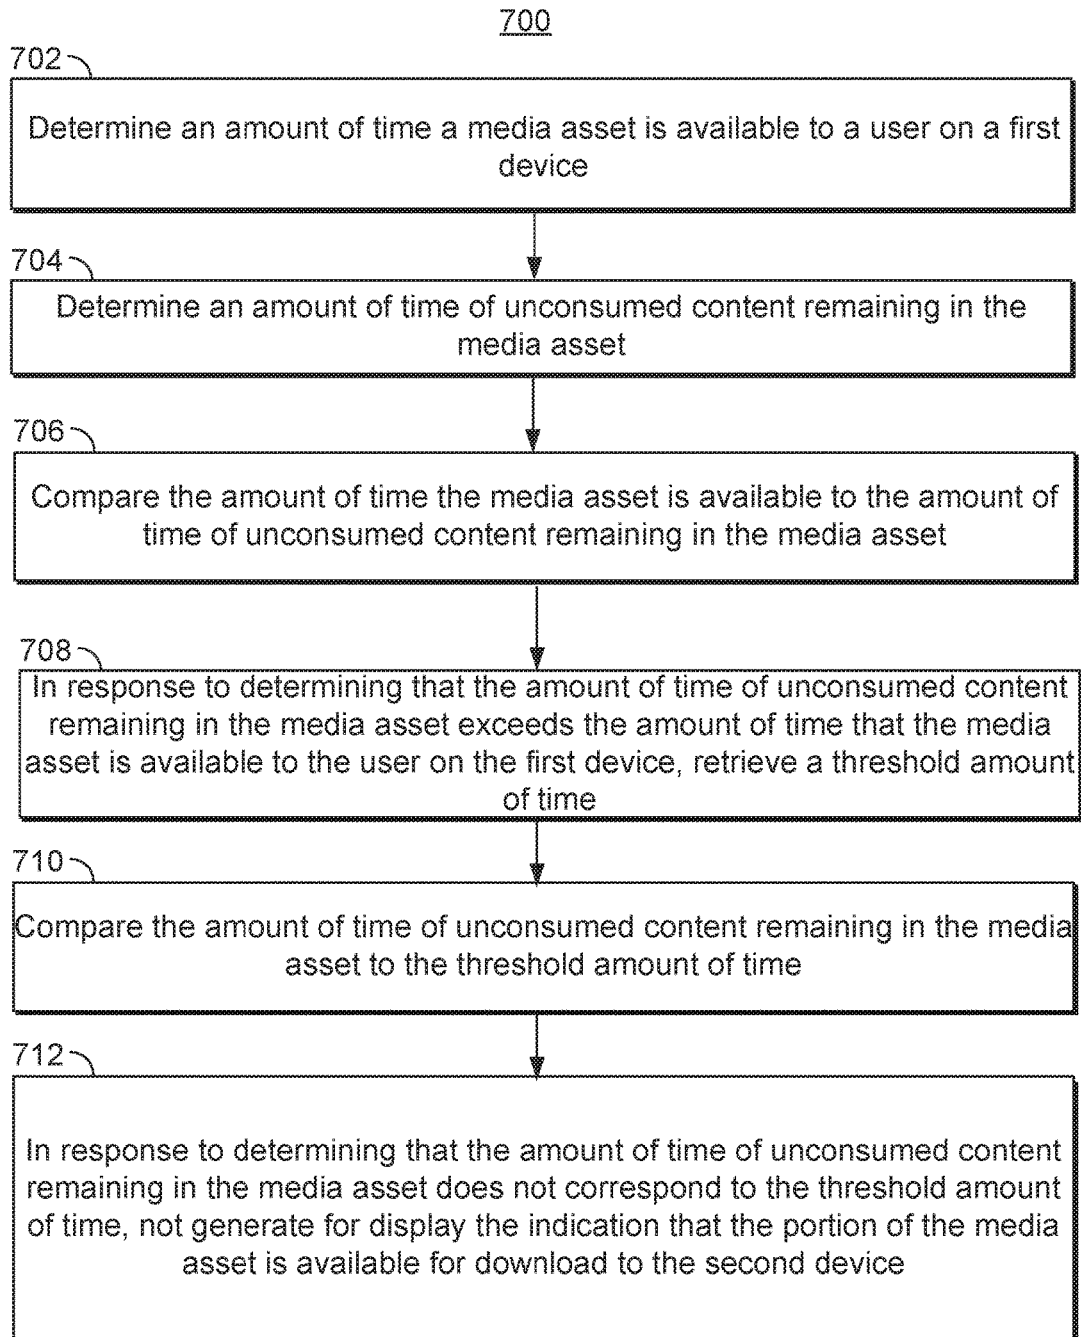 700
702
Determine an amount of time a media asset is available to a user on a first
device
704
Determine an amount of time of unconsumed content remaining in the
media asset
706
Compare the amount of time the media asset is available to the amount of
time of unconsumed content remaining in the media asset
708
In response to determining that the amount of time of unconsumed content
remaining in the media asset exceeds the amount of time that the media
asset is available to the user on the first device, retrieve a threshold amount
of time
710
Compare the amount of time of unconsumed content remaining in the media
asset to the threshold amount of time
712
In response to determining that the amount of time of unconsumed content
remaining in the media asset does not correspond to the threshold amount
of time, not generate for display the indication that the portion of the media
asset is available for download to the second device